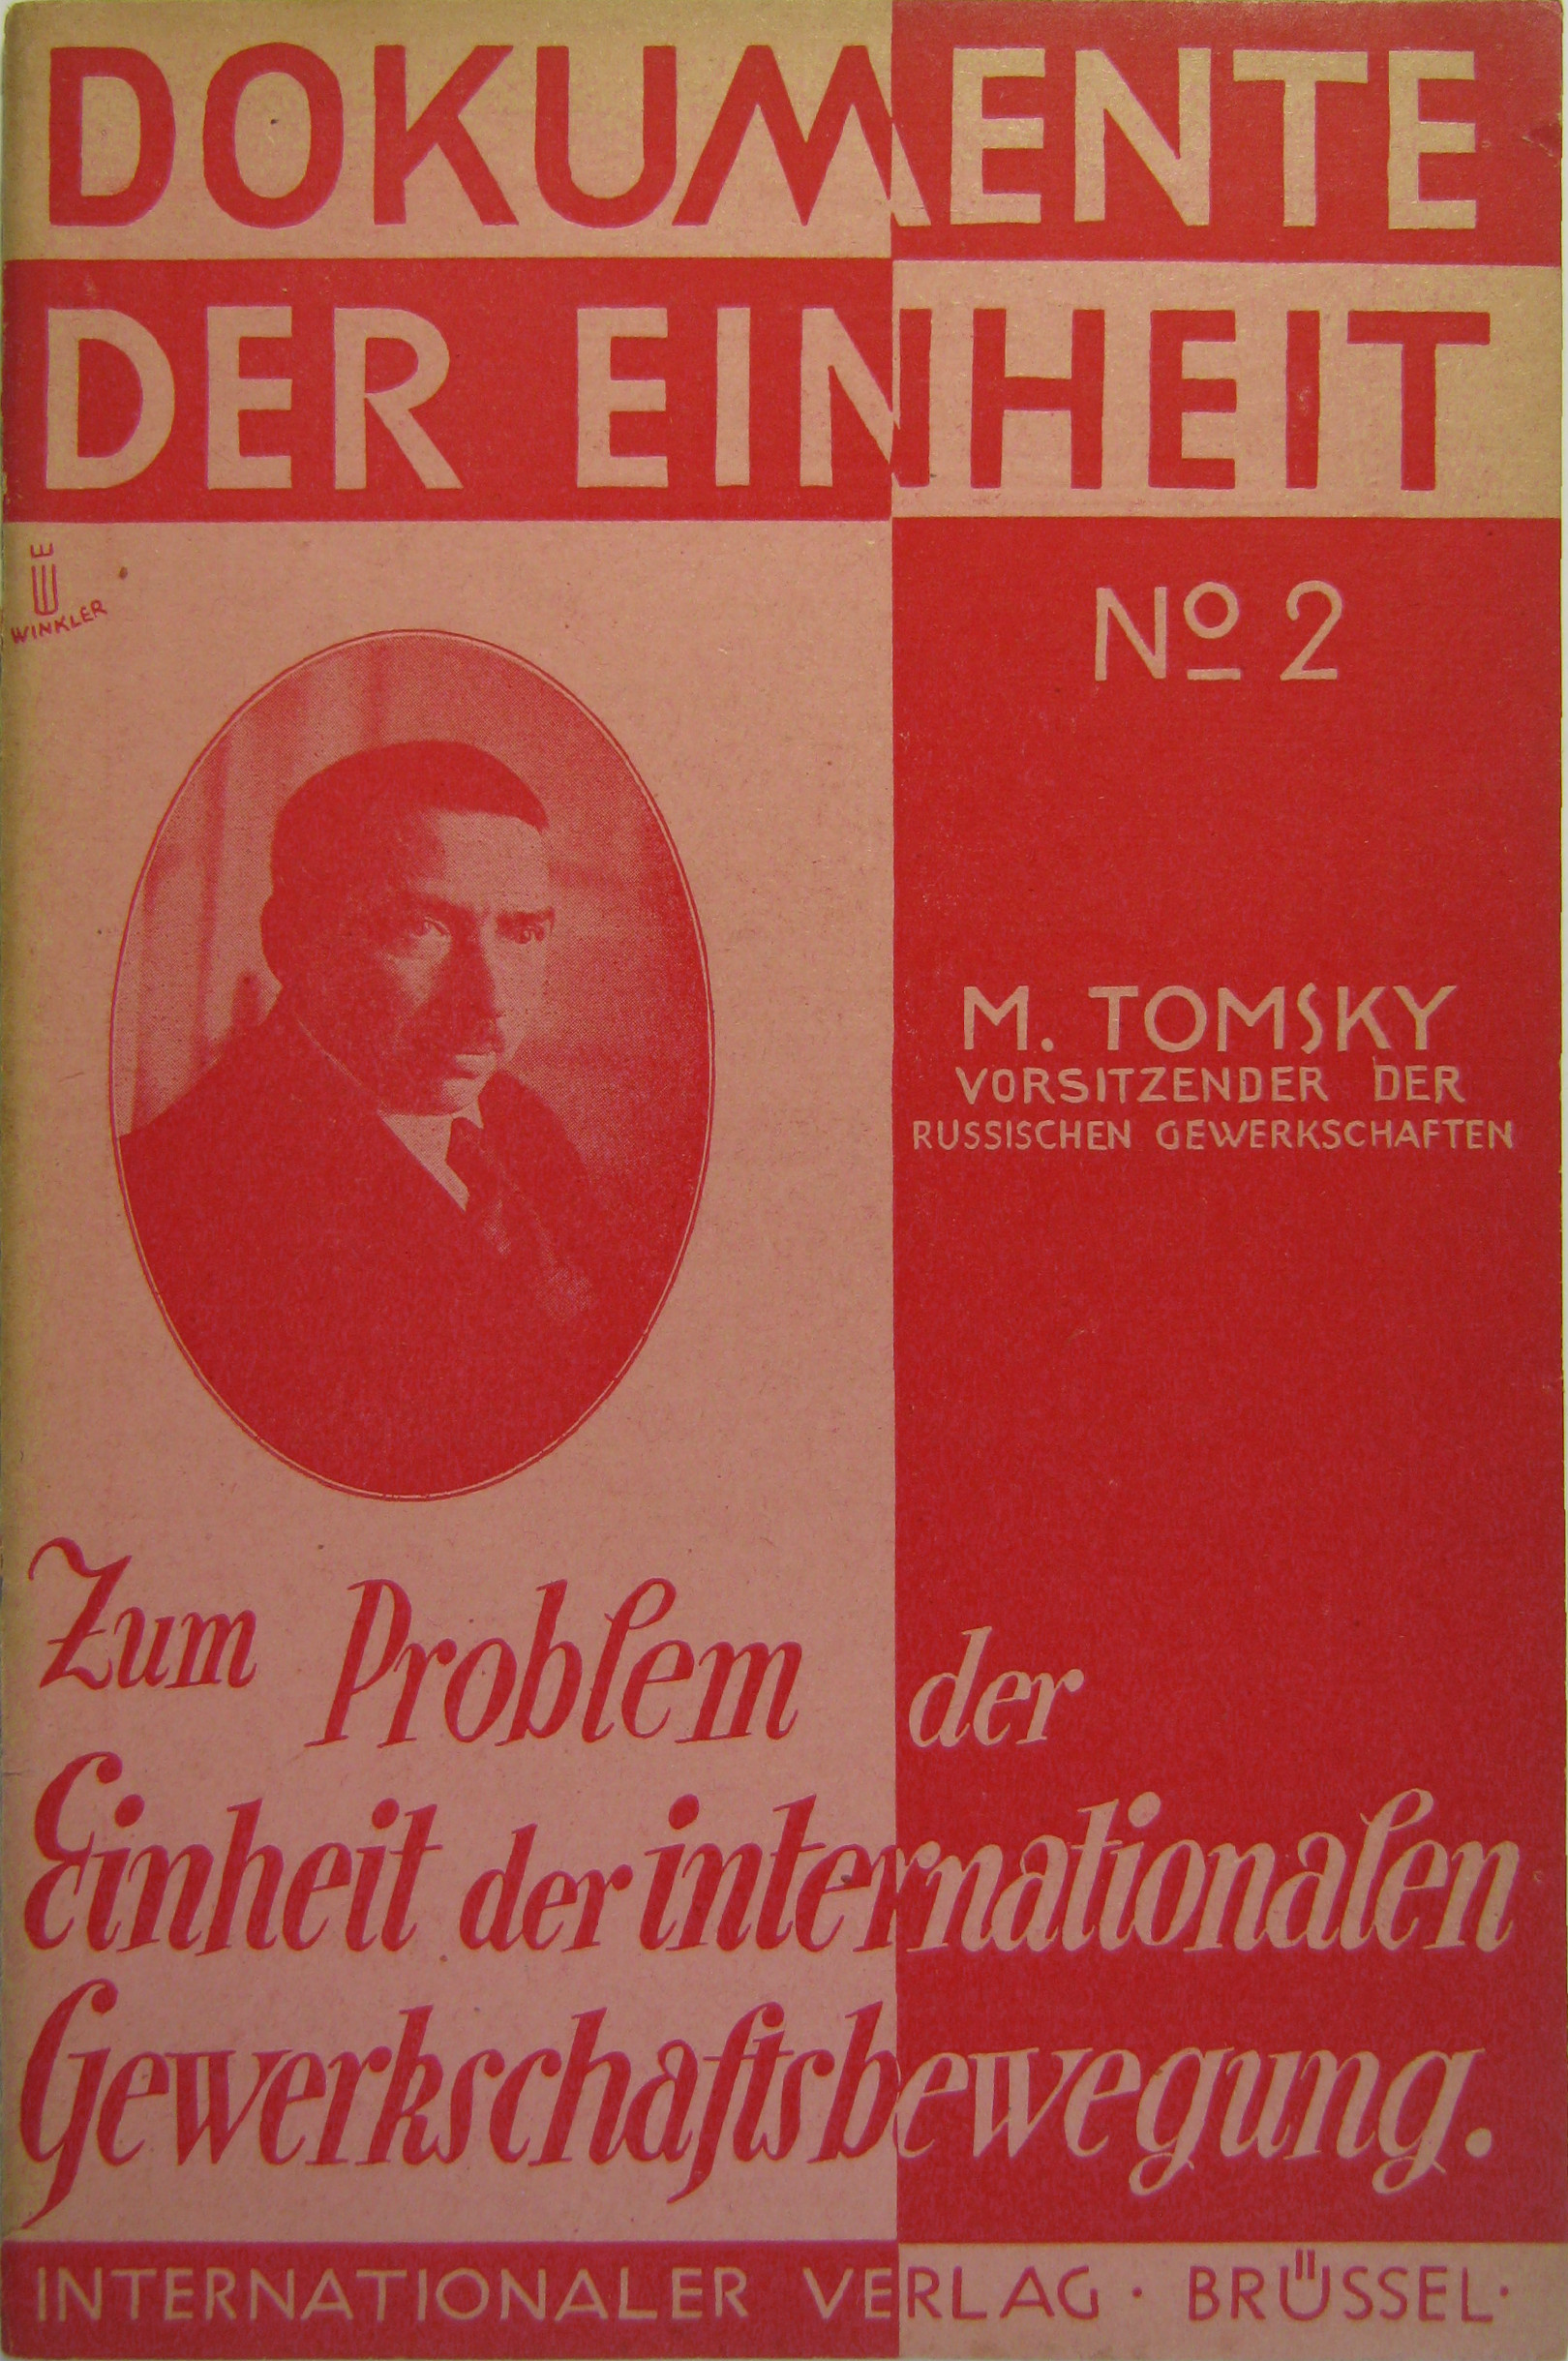 DOKUMENTE
DER EINHEIT
WINKLER
Nº 2
M. TOMSKY
VORSITZENDER DER
RUSSISCHEN GEWERKSCHAFTEN
Zum Problem der
Einheit der internationalen
Gewerkschaftsbewegung.
INTERNATIONALER VERLAG · BRÜSSEL ·